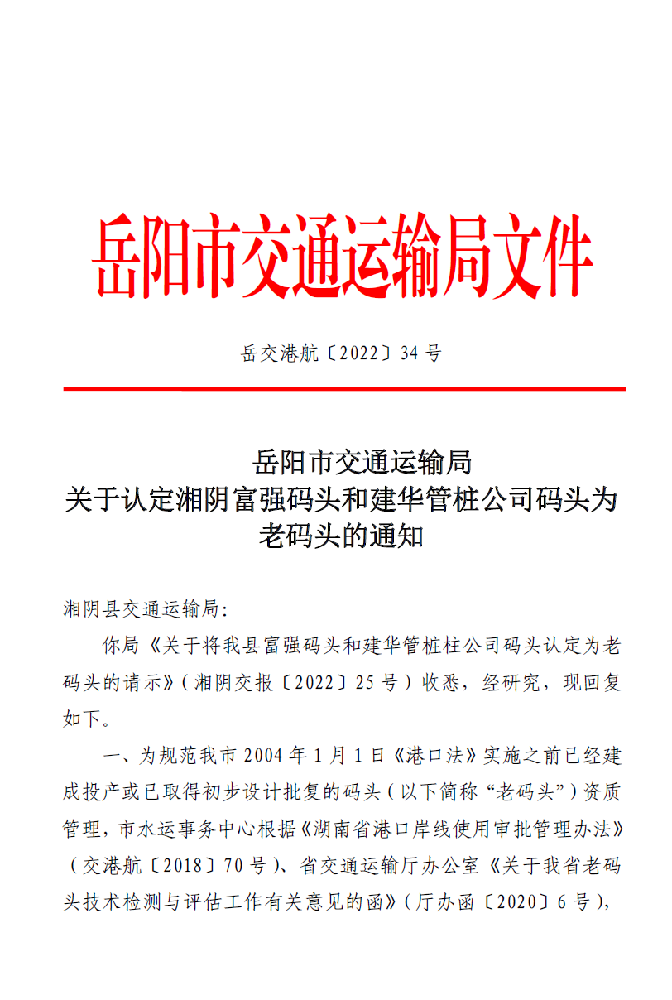 岳阳市交通运输局文件
岳交港航〔2022〕34 号
岳阳市交通运输局
关于认定湘阴富强码头和建华管桩公司码头为
老码头的通知
湘阴县交通运输局：
你局《关于将我县富强码头和建华管桩柱公司码头认定为老
码头的请示》（湘阴交报〔2022〕25 号）收悉，经研究，现回复
如下。
一、为规范我市 2004 年 1 月 1 日《港口法》实施之前已经建
成投产或已取得初步设计批复的码头（以下简称“老码头”）资质
管理，市水运事务中心根据《湖南省港口岸线使用审批管理办法》
（交港航〔2018〕70 号）、省交通运输厅办公室《关于我省老码
头技术检测与评估工作有关意见的函》（厅办函〔2020〕6 号），